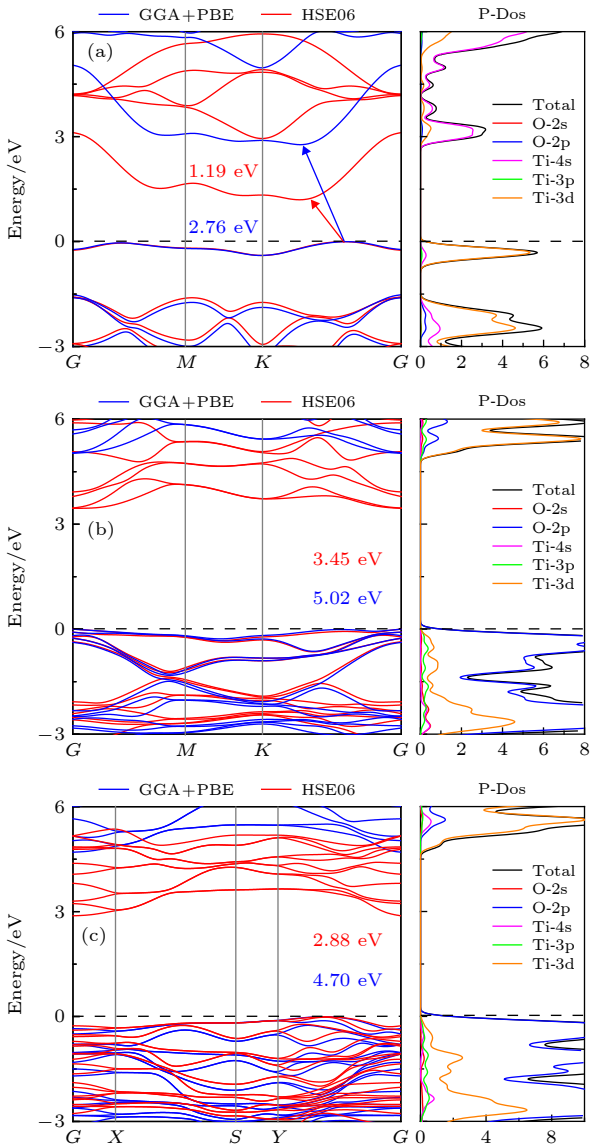 GGA+PBE HSE06 P-Dos
6
(a)
Total
O-2s
O-2p
Ti-4s
Ti-3p
Ti-3d
3
1.19 eV
2.76 eV
Energy/eV
0
−3
G M K G 0 2 4 6 8
GGA+PBE HSE06 P-Dos
6
Total
O-2s
O-2p
Ti-4s
Ti-3p
Ti-3d
3
(b)
3.45 eV
5.02 eV
Energy/eV
0
−3
G M K G 0 2 4 6 8
GGA+PBE HSE06 P-Dos
6
Total
O-2s
O-2p
Ti-4s
Ti-3p
Ti-3d
3
(c)
2.88 eV
4.70 eV
Energy/eV
0
−3
G X S Y G 0 2 4 6 8